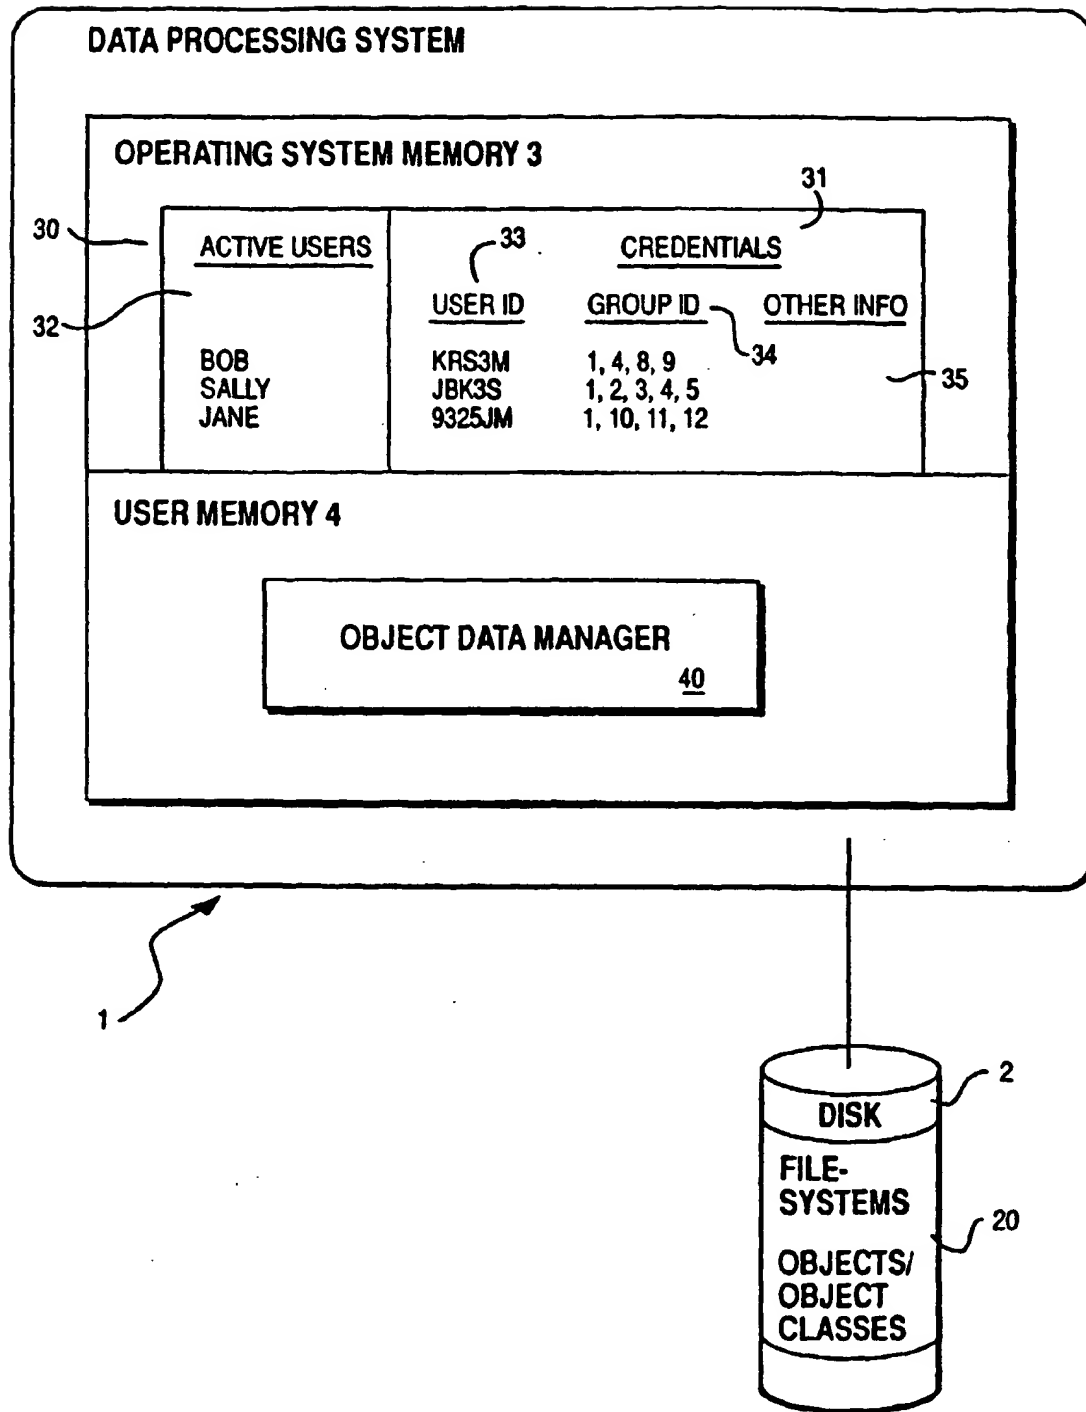 DATA PROCESSING SYSTEM
OPERATING SYSTEM MEMORY 3
31
30
ACTIVE USERS
33
CREDENTIALS
32
USER ID
GROUP ID
OTHER INFO
34
BOB KRS3M 1, 4, 8, 9
SALLY JBK3S 1, 2, 3, 4, 5
35
JANE 9325JM 1, 10, 11, 12
USER MEMORY 4
OBJECT DATA MANAGER
40
1
2
DISK
FILE-
SYSTEMS
20
OBJECTS/
OBJECT
CLASSES